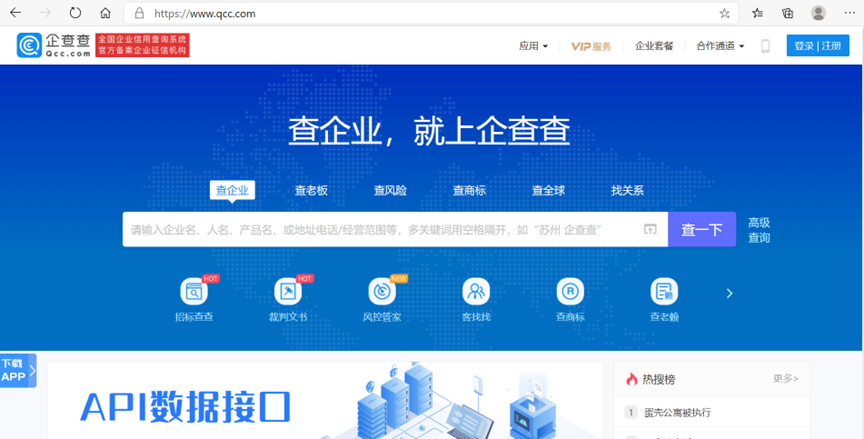 https://www.qcc.com
企查查
Qcc.com
全国企业信用查询系统
官方备案企业征信机构
应用
VIP服务
企业套餐
合作通道
登录 | 注册
查企业，就上企查查
查企业 查老板 查风险 查商标 查全球 找关系
请输入企业名、人名、产品名、或地址电话/经营范围等，多关键词用空格隔开，如“苏州 企查查”
查一下
高级
查询
HOT HOT NEW
招标查查 裁判文书 风控管家 客找找 查商标 查老赖
下载
APP
API数据接口
热搜榜 更多>
1 蛋壳公寓被执行